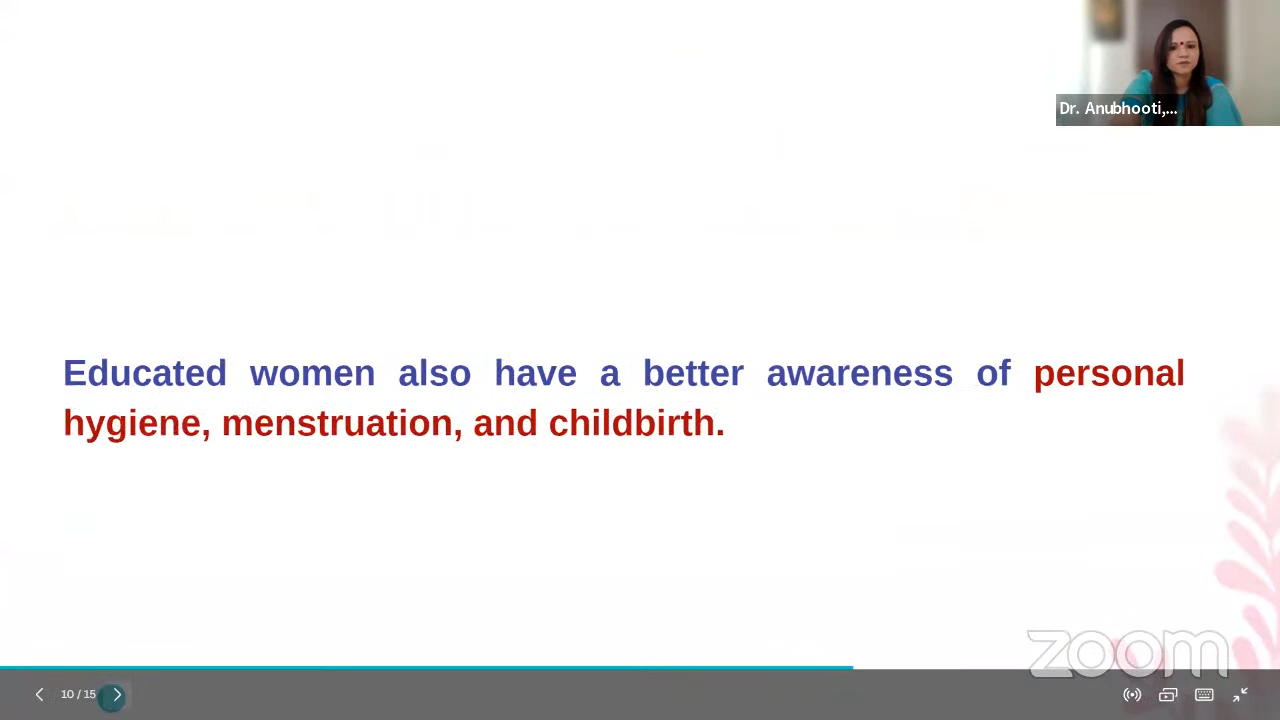 Dr. Anubhooti,...
Educated women also have a better awareness of personal
hygiene, menstruation, and childbirth.
zoom
10 / 15